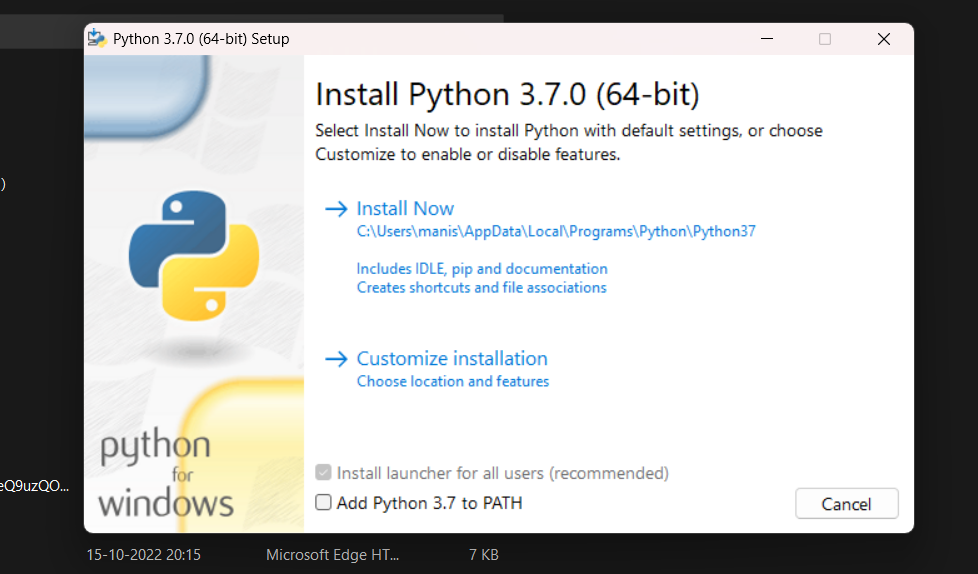 Python 3.7.0 (64-bit) Setup
Install Python 3.7.0 (64-bit)
Select Install Now to install Python with default settings, or choose
Customize to enable or disable features.
)
→ Install Now
C:\Users\manis\AppData\Local\Programs\Python\Python37
Includes IDLE, pip and documentation
Creates shortcuts and file associations
→ Customize installation
Choose location and features
python
for
windows
Install launcher for all users (recommended)
eQ9uzQO...
Add Python 3.7 to PATH
Cancel
15-10-2022 20:15 Microsoft Edge HT... 7 KB